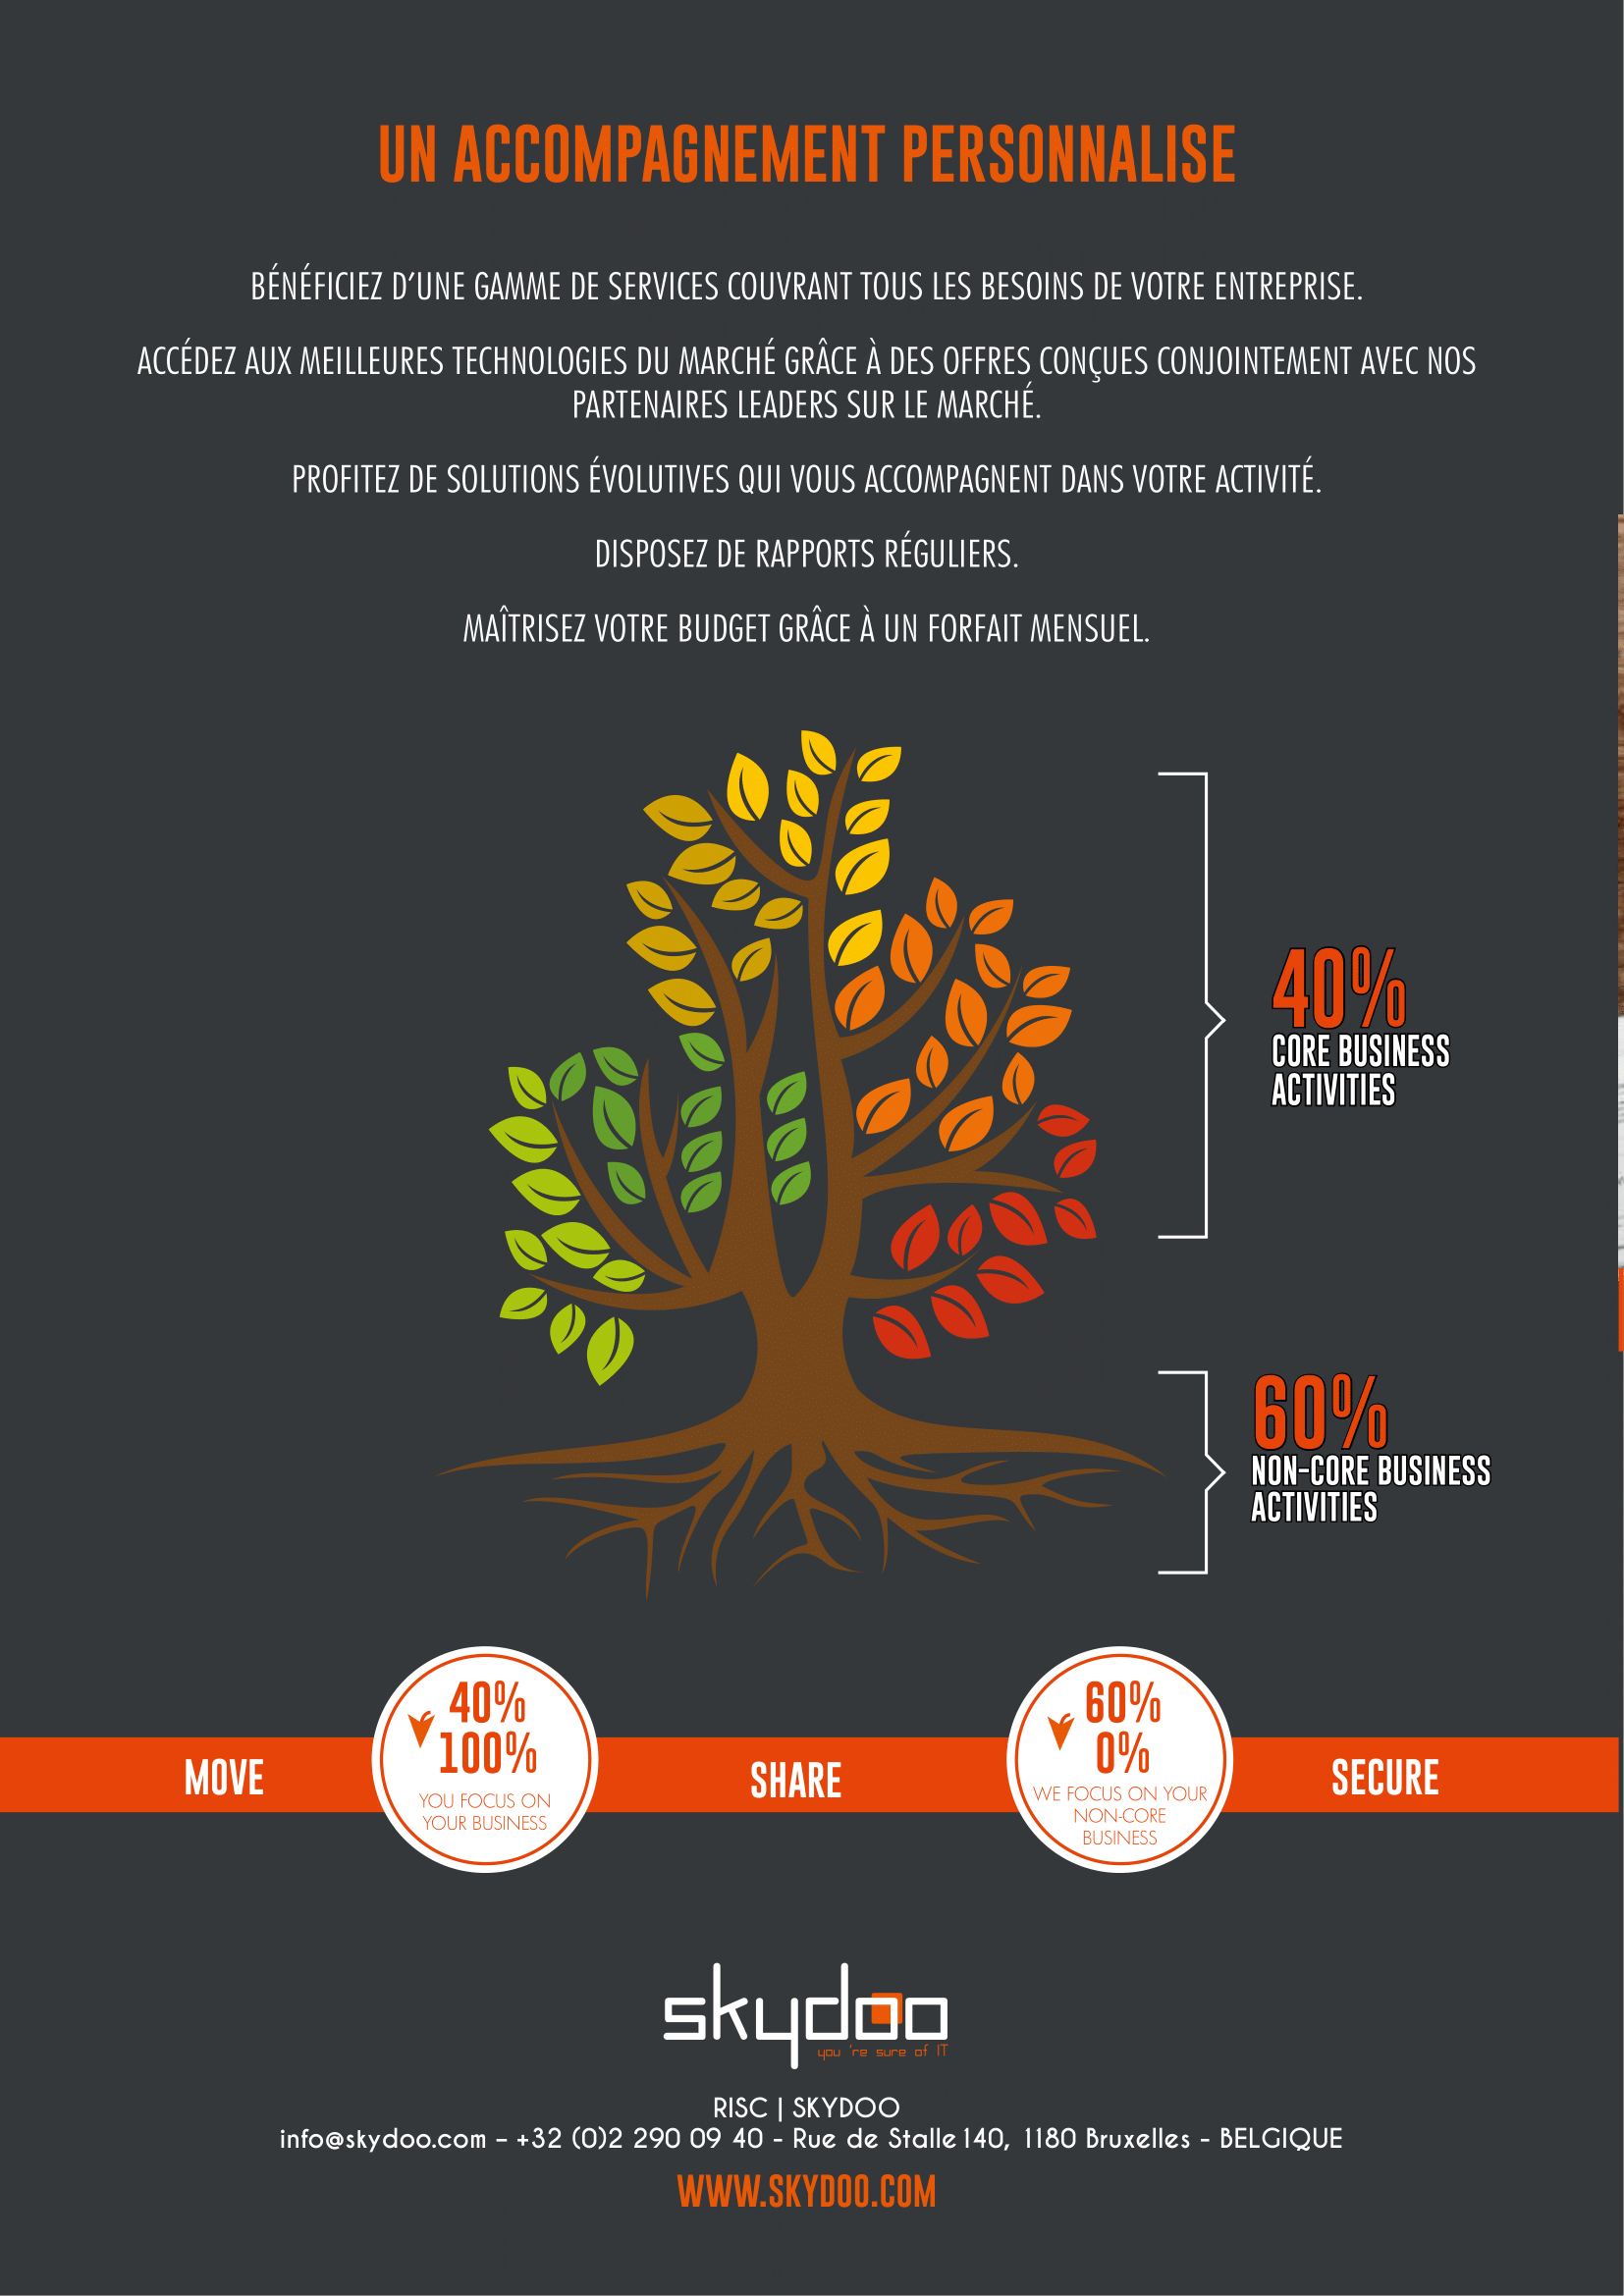 UN ACCOMPAGNEMENT PERSONNALISE
BÉNÉFICIEZ D'UNE GAMME DE SERVICES COUVRANT TOUS LES BESOINS DE VOTRE ENTREPRISE.
ACCÉDEZ AUX MEILLEURES TECHNOLOGIES DU MARCHÉ GRÂCE À DES OFFRES CONÇUES CONJOINTEMENT AVEC NOS
PARTENAIRES LEADERS SUR LE MARCHÉ.
PROFITEZ DE SOLUTIONS ÉVOLUTIVES QUI VOUS ACCOMPAGNENT DANS VOTRE ACTIVITÉ.
DISPOSEZ DE RAPPORTS RÉGULIERS.
MAÎTRISEZ VOTRE BUDGET GRÂCE À UN FORFAIT MENSUEL.
40%
CORE BUSINESS
ACTIVITIES
60%
NON-CORE BUSINESS
ACTIVITIES
MOVE
40%
100%
YOU FOCUS ON
YOUR BUSINESS
SHARE
60%
0%
WE FOCUS ON YOUR
NON-CORE
BUSINESS
SECURE
skydoo
you 're sure of IT
RISC | SKYDOO
info@skydoo.com – +32 (0)2 290 09 40 - Rue de Stalle 140, 1180 Bruxelles - BELGIQUE
WWW.SKYDOO.COM